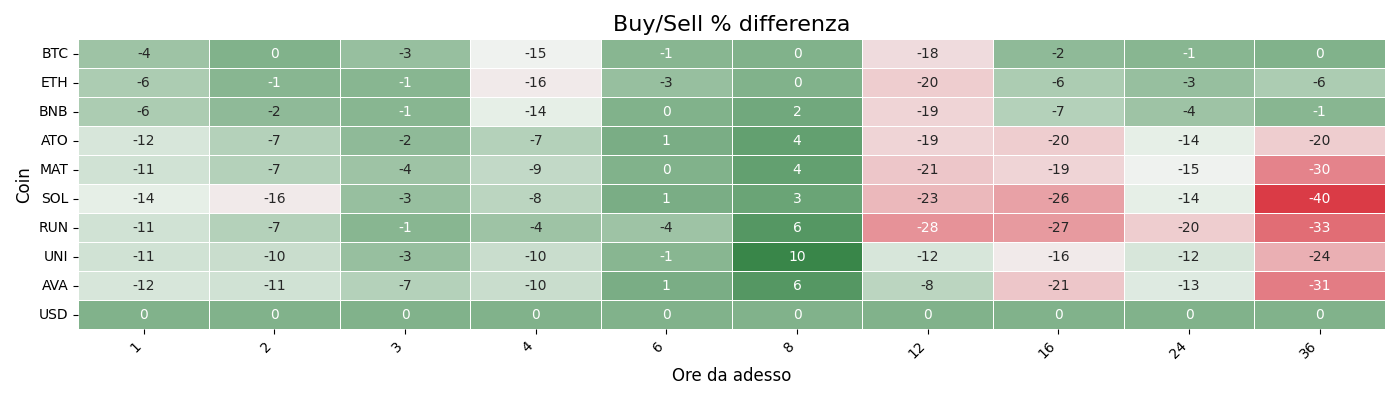 Buy/Sell % differenza
Coin
BTC -4 0 -3 -15 -1 0 -18 -2 -1 0
ETH -6 -1 -1 -16 -3 0 -20 -6 -3 -6
BNB -6 -2 -1 -14 0 2 -19 -7 -4 -1
ATO -12 -7 -2 -7 1 4 -19 -20 -14 -20
MAT -11 -7 -4 -9 0 4 -21 -19 -15 -30
SOL -14 -16 -3 -8 1 3 -23 -26 -14 -40
RUN -11 -7 -1 -4 -4 6 -28 -27 -20 -33
UNI -11 -10 -3 -10 -1 10 -12 -16 -12 -24
AVA -12 -11 -7 -10 1 6 -8 -21 -13 -31
USD 0 0 0 0 0 0 0 0 0 0
1 2 3 4 6 8 12 16 24 36
Ore da adesso